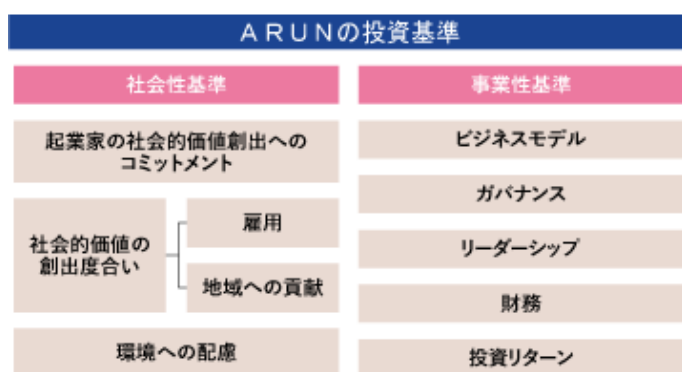 ARUNの投資基準
社会性基準
起業家の社会的価値創出への
コミットメント
社会的価値の
創出度合い
雇用
地域への貢献
環境への配慮
事業性基準
ビジネスモデル
ガバナンス
リーダーシップ
財務
投資リターン